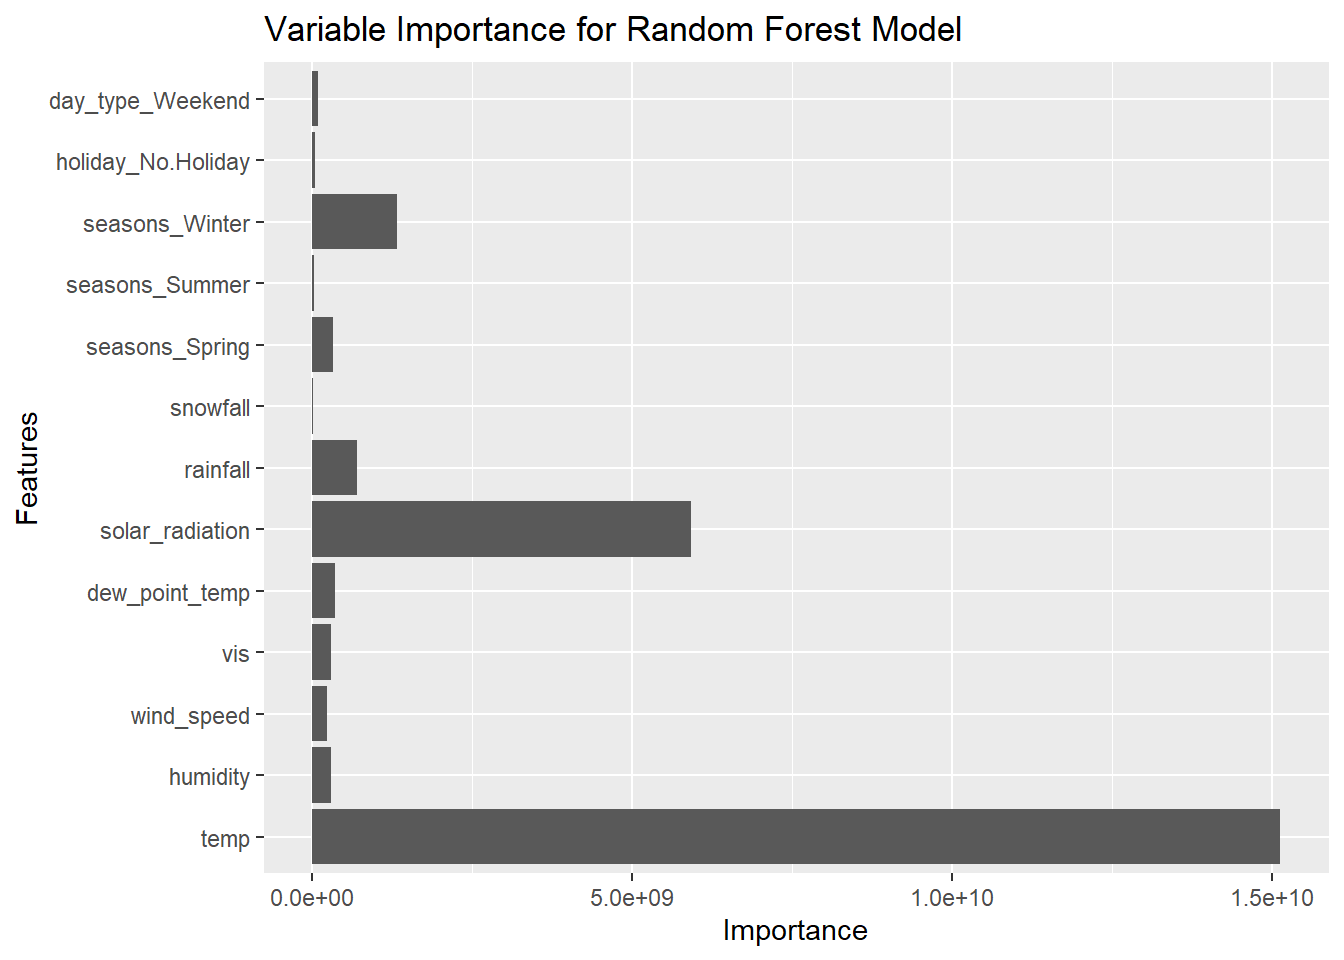 Variable Importance for Random Forest Model
day_type_Weekend
holiday_No.Holiday
seasons_Winter
seasons_Summer
seasons_Spring
snowfall
rainfall
solar_radiation
dew_point_temp
vis
wind_speed
humidity
temp
Features
0.0e+00 5.0e+09 1.0e+10 1.5e+10
Importance